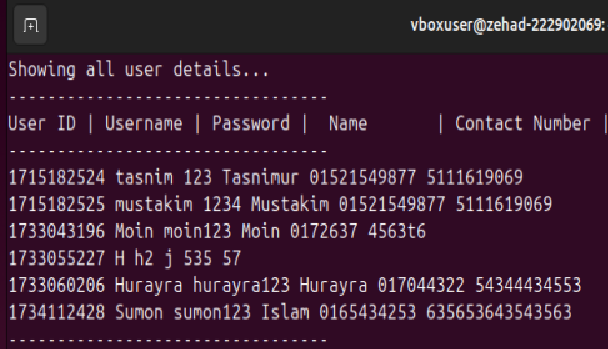 vboxuser@zehad-222902069:
Showing all user details...
--------------------------------
User ID | Username | Password |  Name       | Contact Number |
--------------------------------
1715182524 tasnim 123 Tasnimur 01521549877 5111619069
1715182525 mustakim 1234 Mustakim 01521549877 5111619069
1733043196 Moin moin123 Moin 0172637 4563t6
1733055227 H h2 j 535 57
1733060206 Hurayra hurayra123 Hurayra 017044322 54344434553
1734112428 Sumon sumon123 Islam 0165434253 635653643543563
--------------------------------